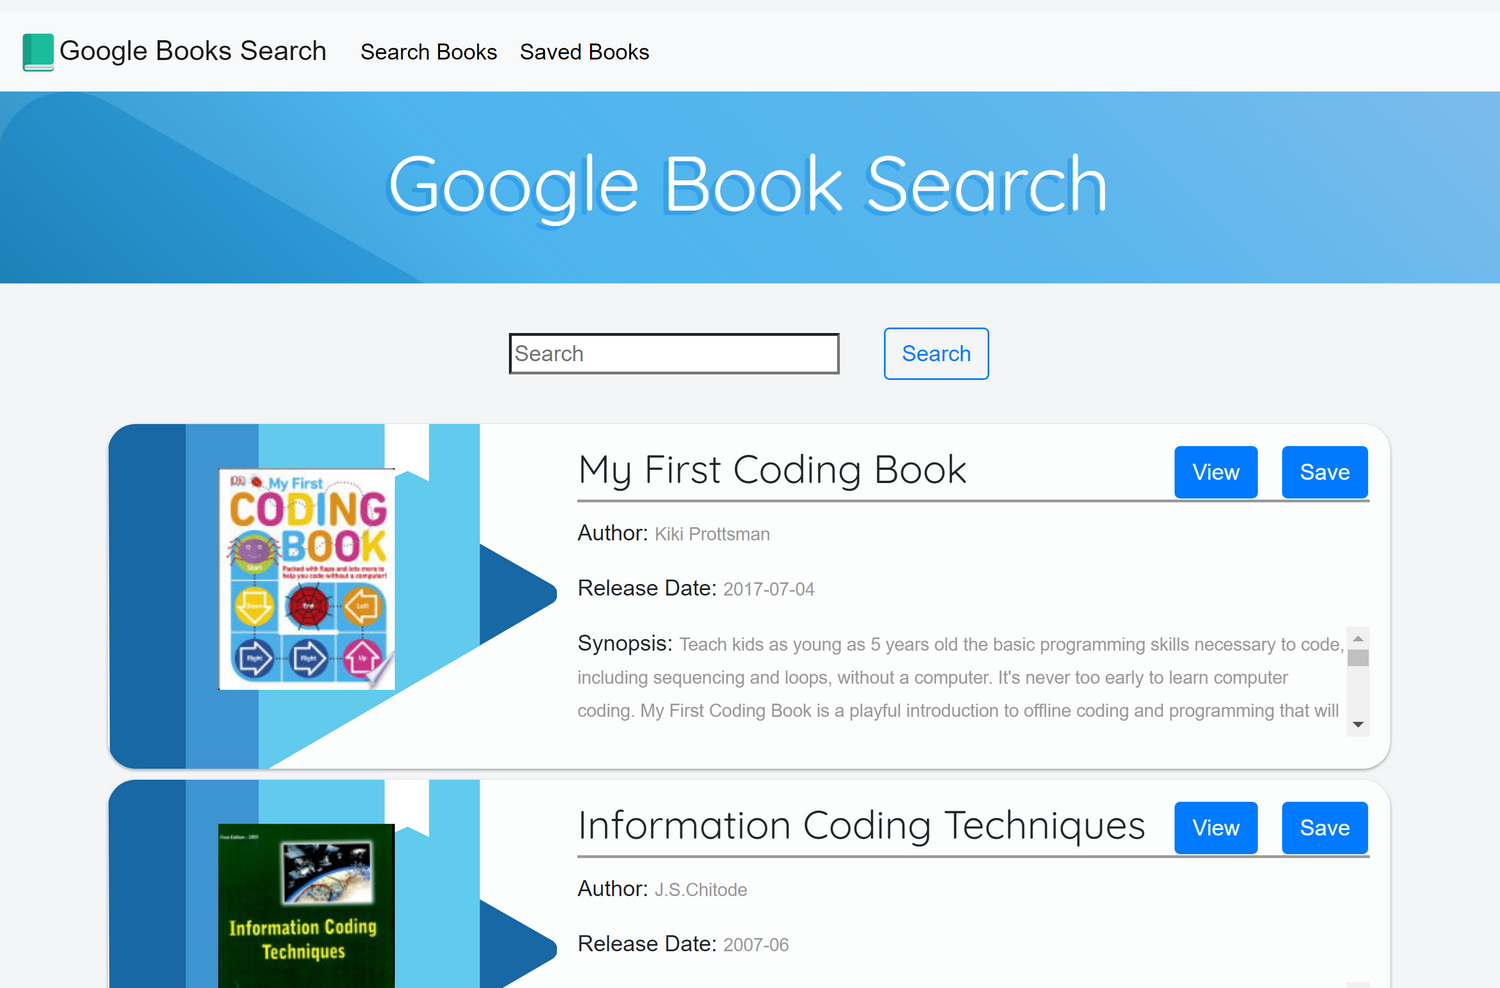 Google Books Search Search Books Saved Books
Google Book Search
Search Search
My First Coding Book View Save
DK My First
CODING
BOOK
Packed with flaps and lots more to
help you code without a computer!
Start
Down End Left
Right Right Up
Author: Kiki Prottsman
Release Date: 2017-07-04
Synopsis: Teach kids as young as 5 years old the basic programming skills necessary to code,
including sequencing and loops, without a computer. It's never too early to learn computer
coding. My First Coding Book is a playful introduction to offline coding and programming that will
Information Coding Techniques View Save
First Edition : 2005
Information Coding
Techniques
Author: J.S.Chitode
Release Date: 2007-06